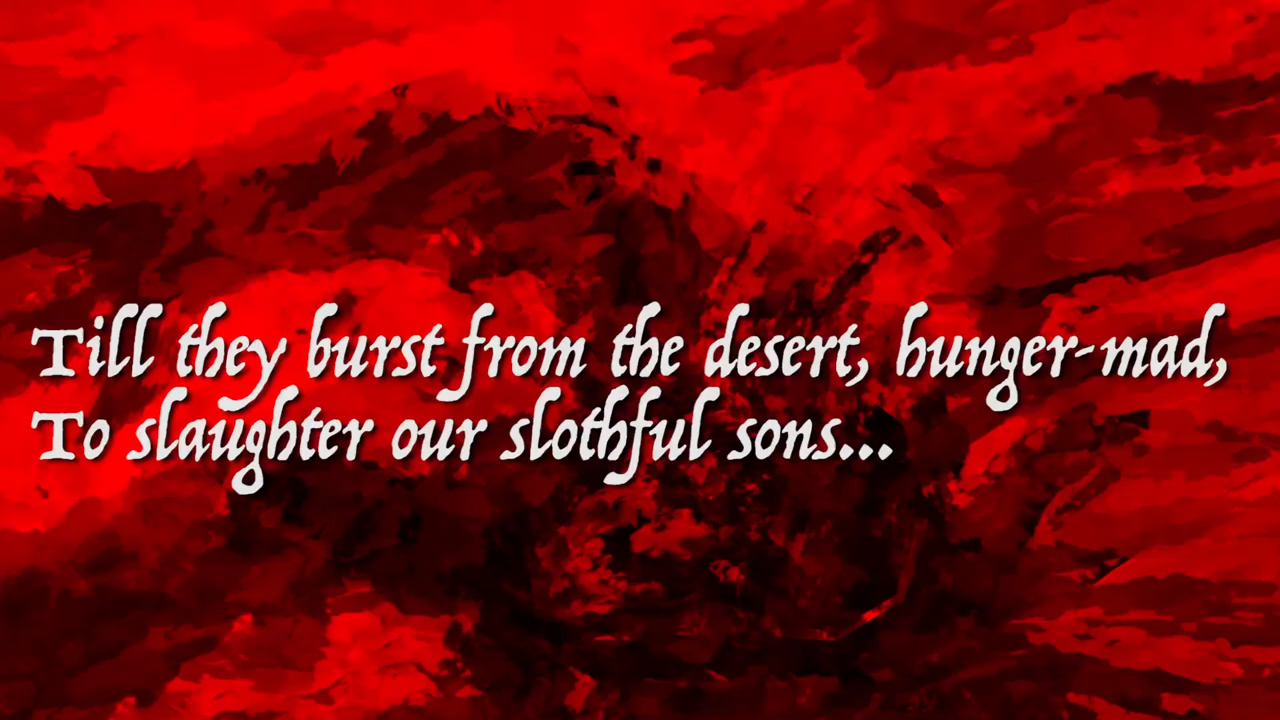 Till they burst from the desert, hunger-mad,
To slaughter our slothful sons...